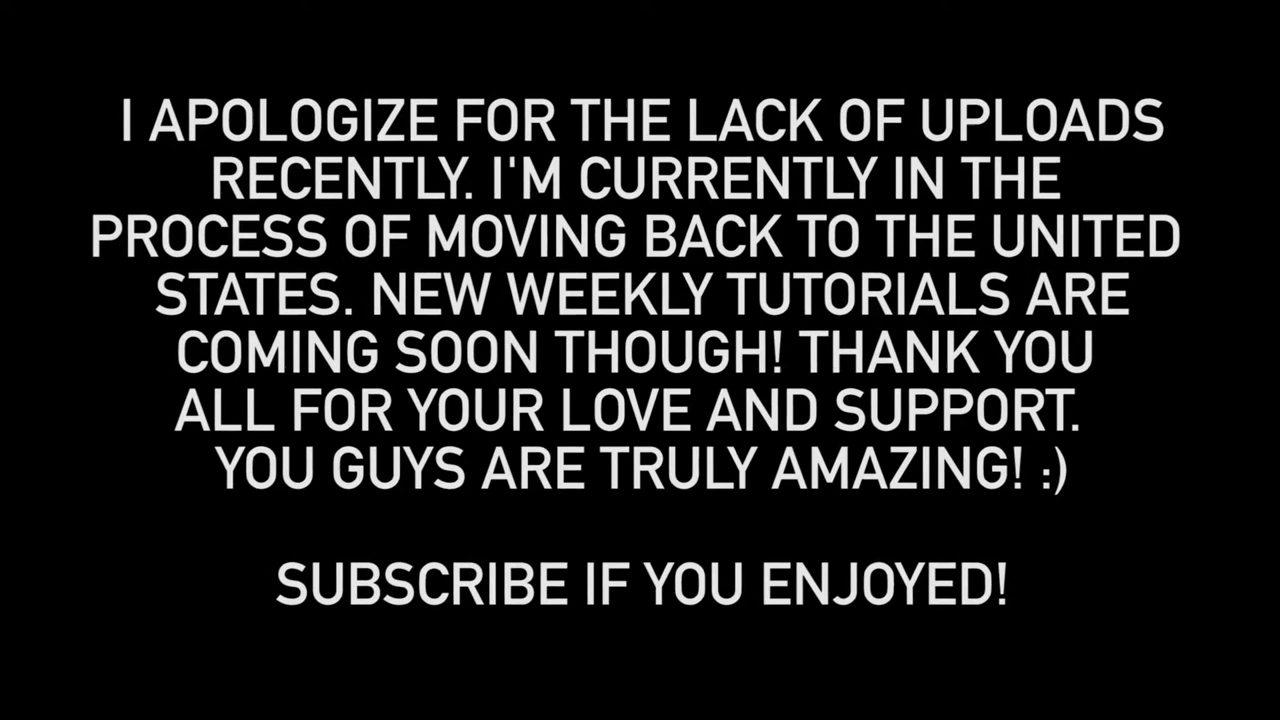 I APOLOGIZE FOR THE LACK OF UPLOADS
RECENTLY. I'M CURRENTLY IN THE
PROCESS OF MOVING BACK TO THE UNITED
STATES. NEW WEEKLY TUTORIALS ARE
COMING SOON THOUGH! THANK YOU
ALL FOR YOUR LOVE AND SUPPORT.
YOU GUYS ARE TRULY AMAZING! :)
SUBSCRIBE IF YOU ENJOYED!